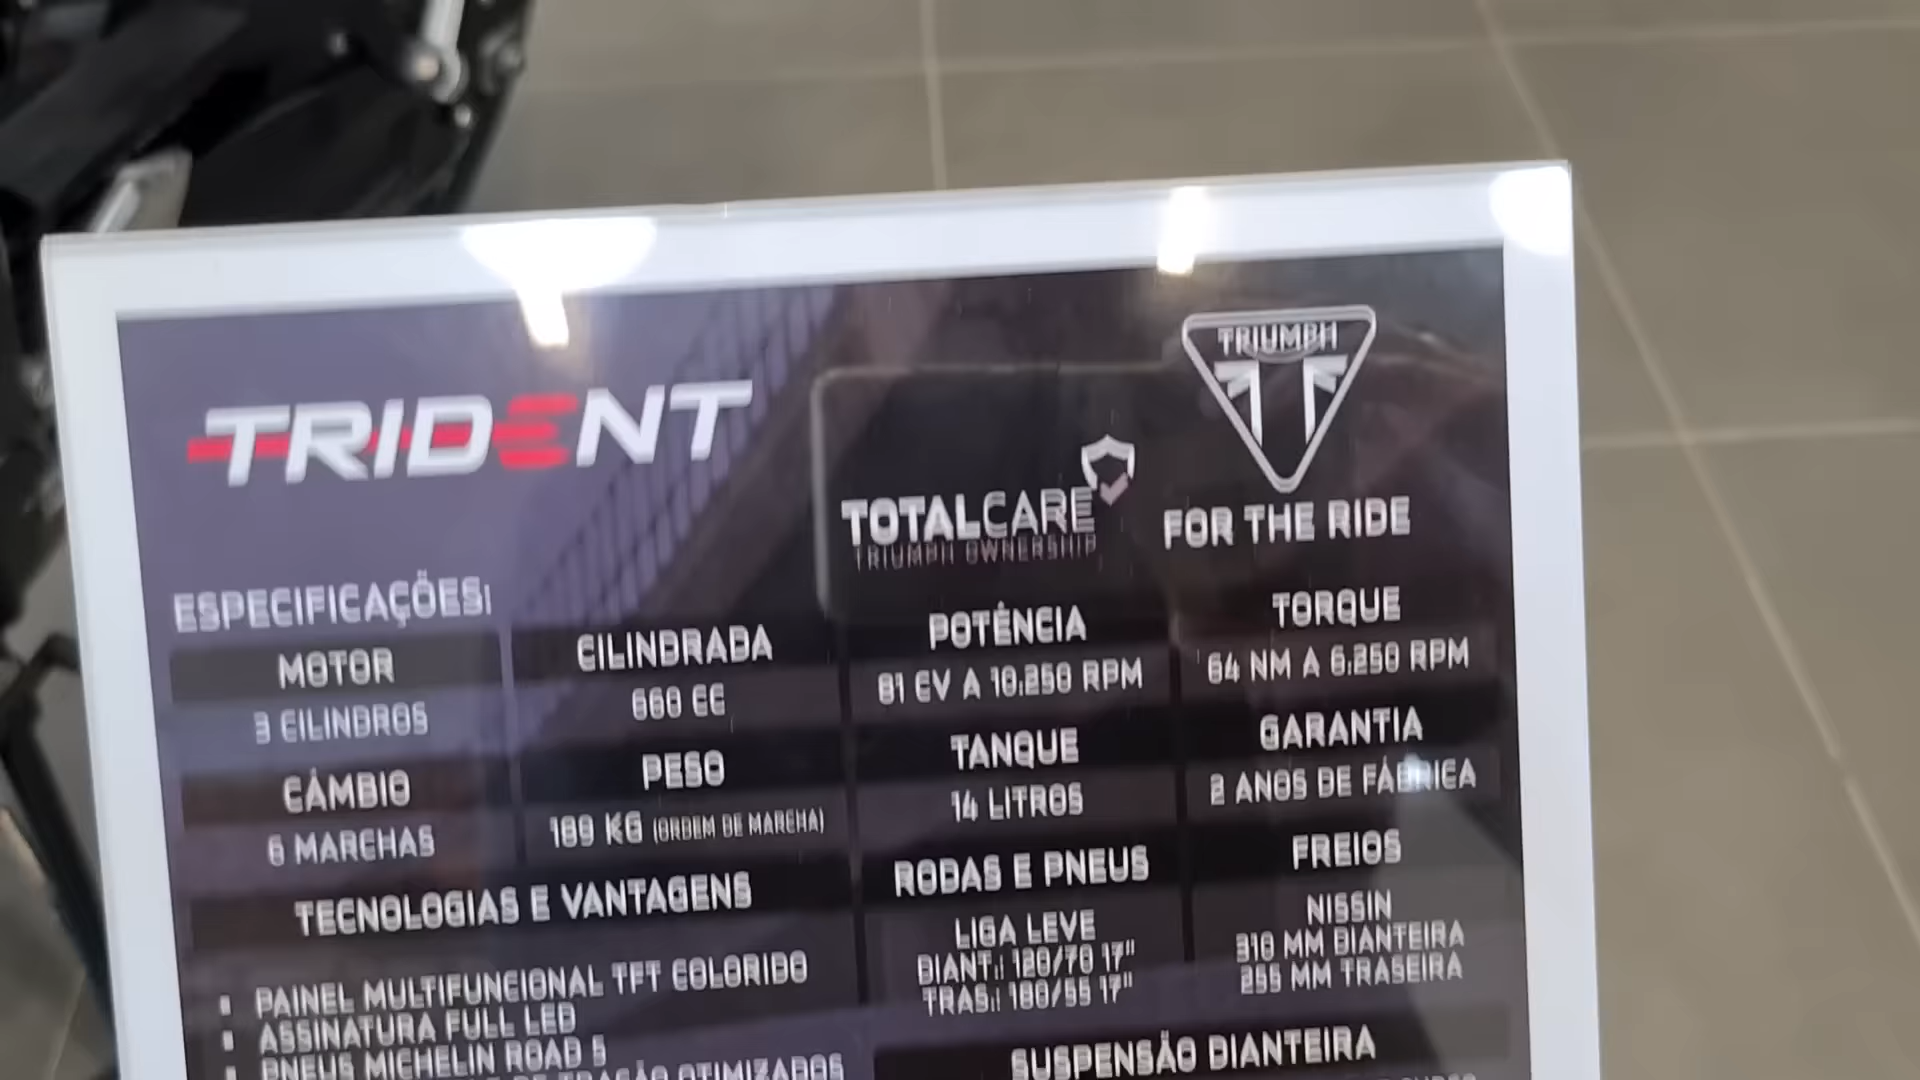 TRIDENT
TRIUMPH
TOTALCARE
TRIUMPH OWNERSHIP
FOR THE RIDE
ESPECIFICAÇÕES:
MOTOR
3 CILINDROS
CILINDRADA
660 CC
POTÊNCIA
81 CV A 10.250 RPM
TORQUE
64 NM A 6.250 RPM
CÂMBIO
6 MARCHAS
PESO
189 KG (ORDEM DE MARCHA)
TANQUE
14 LITROS
GARANTIA
2 ANOS DE FÁBRICA
TECNOLOGIAS E VANTAGENS
PAINEL MULTIFUNCIONAL TFT COLORIDO
ASSINATURA FULL LED
PNEUS MICHELIN ROAD 5
DE TRAÇÃO OTIMIZADOS
RODAS E PNEUS
LIGA LEVE
DIANT.: 120/70 17"
TRAS.: 180/55 17"
FREIOS
NISSIN
310 MM DIANTEIRA
255 MM TRASEIRA
SUSPENSÃO DIANTEIRA